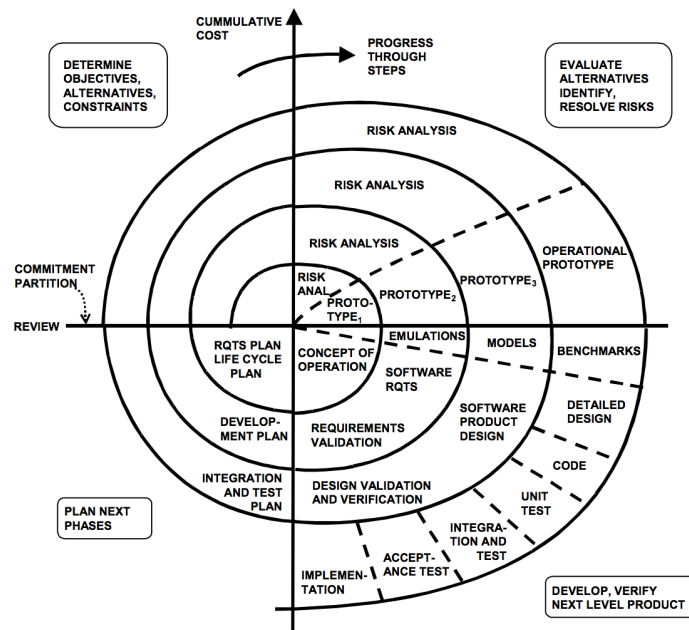 CUMMULATIVE
COST
PROGRESS
THROUGH
STEPS
DETERMINE
OBJECTIVES,
ALTERNATIVES,
CONSTRAINTS
EVALUATE
ALTERNATIVES
IDENTIFY,
RESOLVE RISKS
RISK ANALYSIS
RISK ANALYSIS
RISK ANALYSIS
RISK
ANAL.
PROTO-
TYPE1
PROTOTYPE2
PROTOTYPE3
OPERATIONAL
PROTOTYPE
COMMITMENT
PARTITION
REVIEW
EMULATIONS
MODELS
BENCHMARKS
RQTS PLAN
LIFE CYCLE
PLAN
CONCEPT OF
OPERATION
SOFTWARE
RQTS
SOFTWARE
PRODUCT
DESIGN
DETAILED
DESIGN
DEVELOP-
MENT PLAN
REQUIREMENTS
VALIDATION
CODE
INTEGRATION
AND TEST
PLAN
DESIGN VALIDATION
AND VERIFICATION
UNIT
TEST
PLAN NEXT
PHASES
INTEGRA-
TION AND
TEST
ACCEPT-
ANCE TEST
IMPLEMEN-
TATION
DEVELOP, VERIFY
NEXT LEVEL PRODUCT